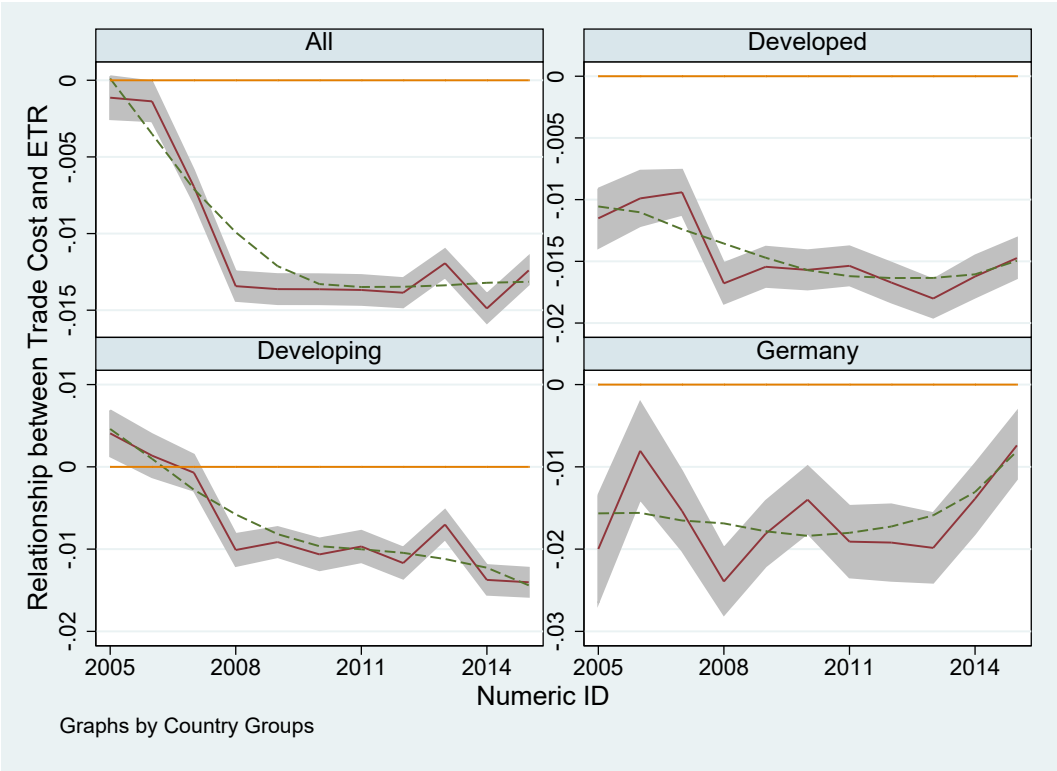 Relationship between Trade Cost and ETR
All
0
-.005
-.01
-.015
Developed
0
-.005
-.01
-.015
-.02
Developing
.01
0
-.01
-.02
2005 2008 2011 2014
Germany
0
-.01
-.02
-.03
2005 2008 2011 2014
Numeric ID
Graphs by Country Groups